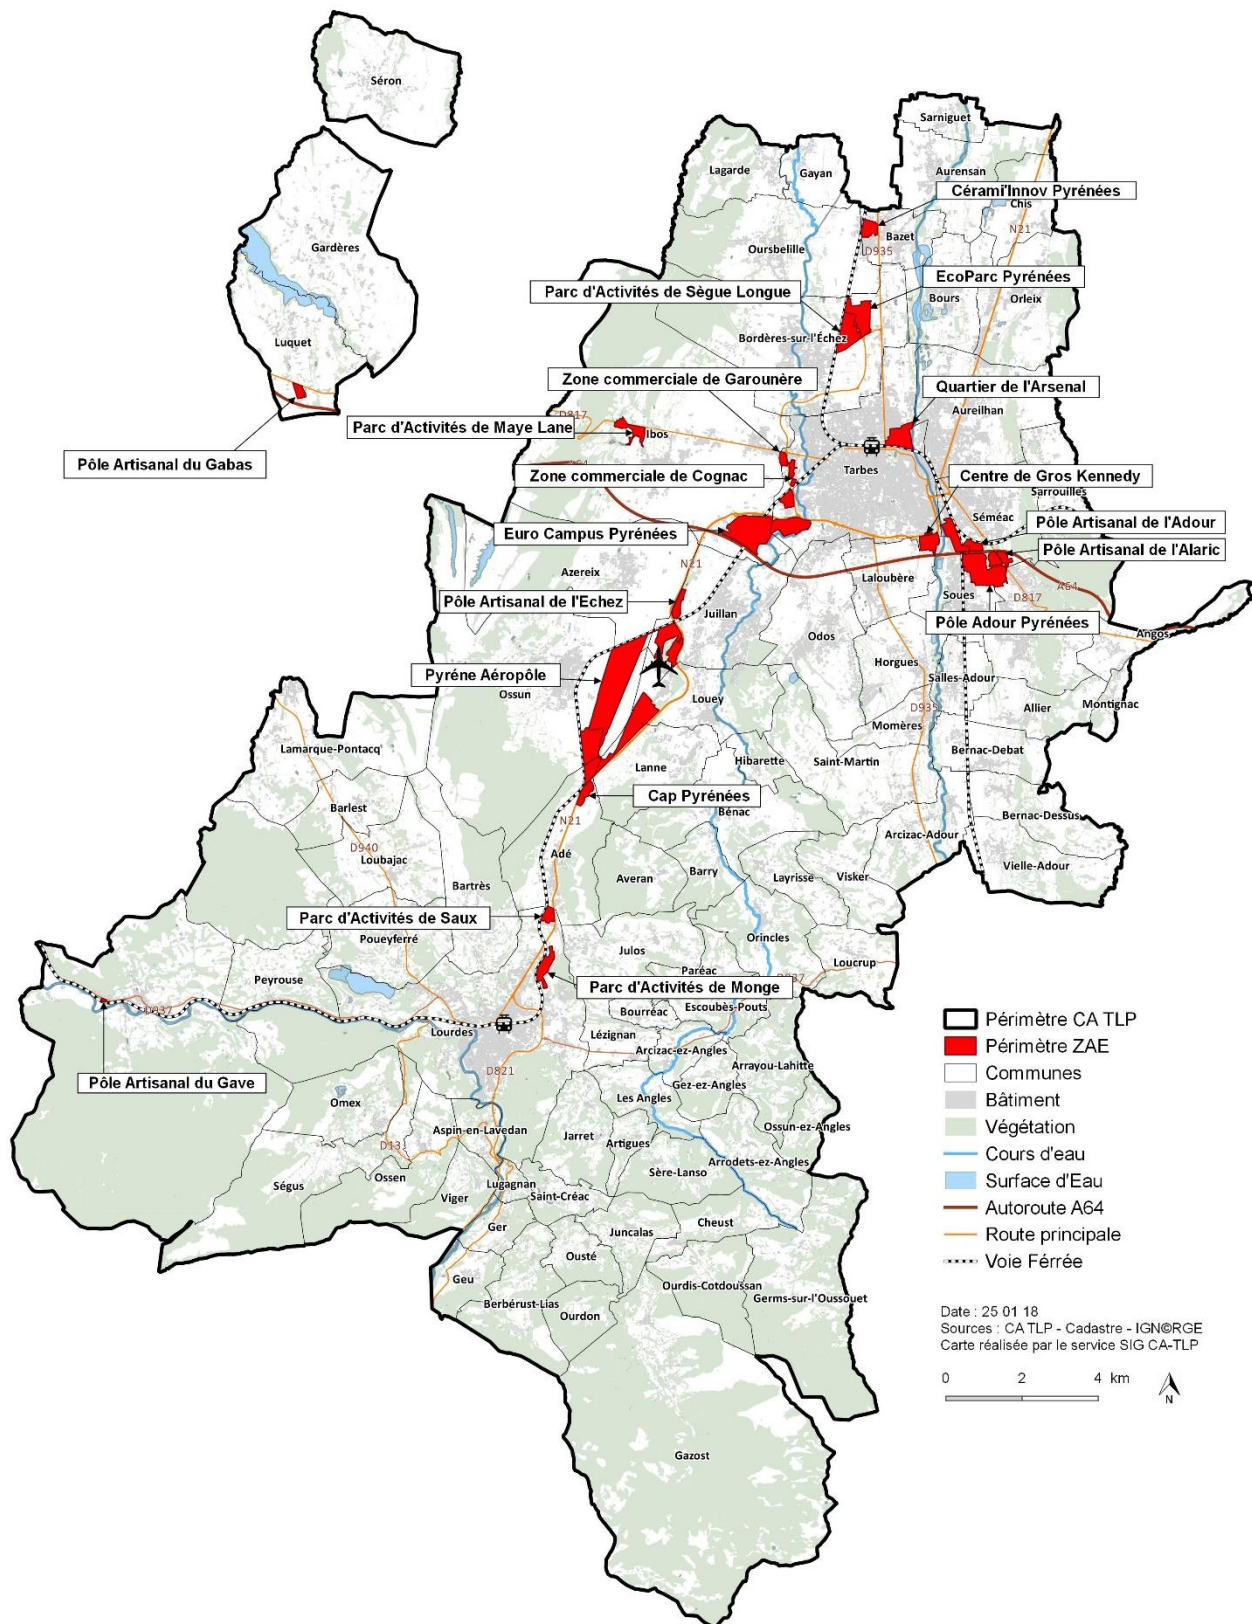 Séron
Sarniguet
Lagarde
Gayan
Aurensan
Cérami'Innov Pyrénées
Chis
N21
Gardères
Oursbelille
Bazet
D935
EcoParc Pyrénées
Parc d'Activités de Sègue Longue
Bours
Orleix
Luquet
Bordères-sur-l'Échez
Zone commerciale de Garounère
Quartier de l'Arsenal
D817
Aureilhan
Parc d'Activités de Maye Lane
Ibos
Pôle Artisanal du Gabas
A64
Zone commerciale de Cognac
Tarbes
Centre de Gros Kennedy
Sarrouilles
Séméac
Pôle Artisanal de l'Adour
Euro Campus Pyrénées
Pôle Artisanal de l'Alaric
N21
Azereix
Laloubère
Soues
A64
D817
Pôle Artisanal de l'Echez
Juillan
Pôle Adour Pyrénées
Angos
Odos
Pyréne Aéropôle
Ossun
Horgues
Salles-Adour
Louey
D935
Allier
Montignac
Momères
Lamarque-Pontacq
Lanne
Hibarette
Saint-Martin
Bernac-Debat
Cap Pyrénées
Barlest
N21
Bénac
Bernac-Dessus
D940
Loubajac
Adé
Arcizac-Adour
Vielle-Adour
Bartrès
Averan
Barry
Layrisse
Visker
Parc d'Activités de Saux
Poueyferré
Orincles
Julos
Loucrup
Peyrouse
Paréac
Parc d'Activités de Monge
D937
D937
Bourréac
Escoubès-Pouts
Lourdes
Lézignan
Arcizac-ez-Angles
Arrayou-Lahitte
Pôle Artisanal du Gave
D821
Gez-ez-Angles
Omex
Les Angles
Aspin-en-Lavedan
Ossun-ez-Angles
D131
Jarret
Artigues
Arrodets-ez-Angles
Ségus
Ossen
Sère-Lanso
Viger
Lugagnan
Saint-Créac
Ger
Cheust
Juncalas
Ousté
Geu
Ourdis-Cotdoussan
Berbérust-Lias
Germs-sur-l'Oussouet
Ourdon
Gazost
Périmètre CA TLP
Périmètre ZAE
Communes
Bâtiment
Végétation
Cours d'eau
Surface d'Eau
Autoroute A64
Route principale
Voie Férrée
Date : 25 01 18
Sources : CA TLP - Cadastre - IGN©RGE
Carte réalisée par le service SIG CA-TLP
0 2 4 km
N